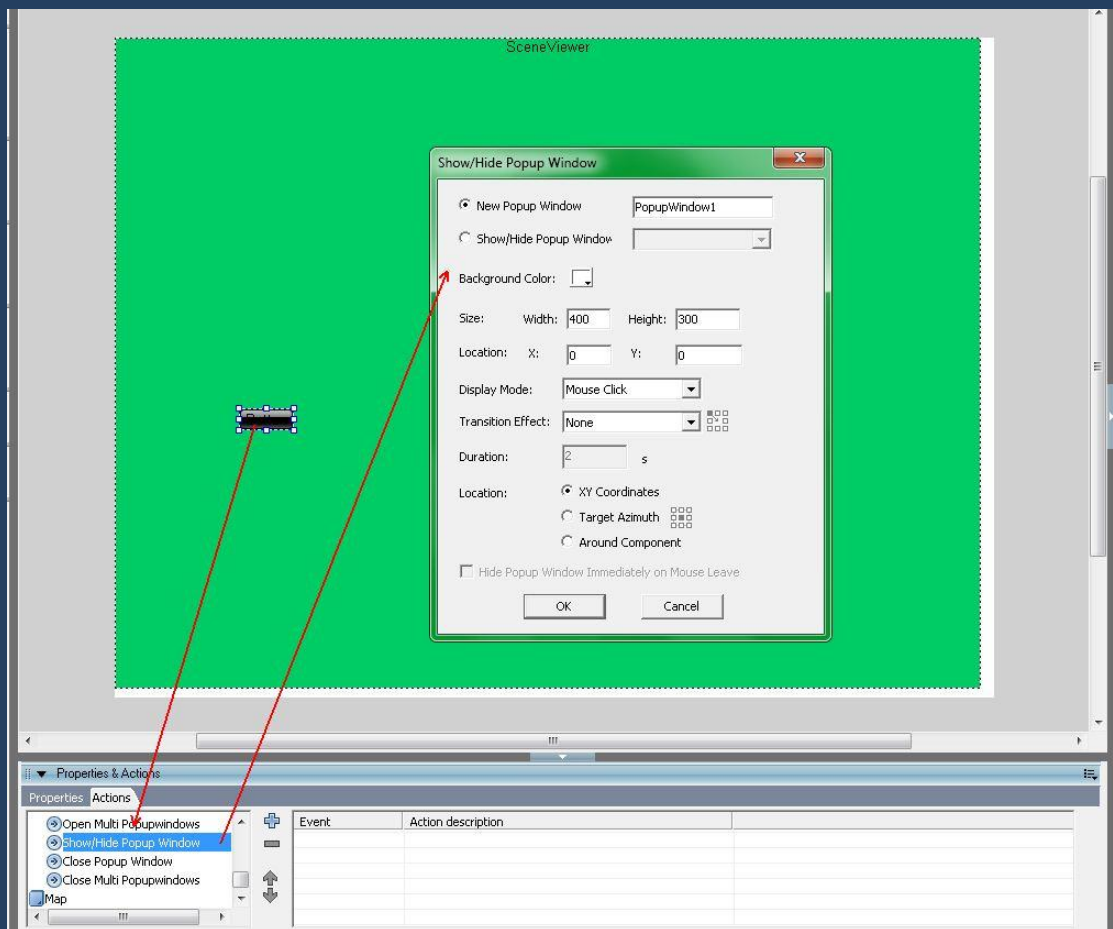 SceneViewer
Show/Hide Popup Window
New Popup Window PopupWindow1
Show/Hide Popup Window
Background Color:
Size: Width: 400 Height: 300
Location: X: 0 Y: 0
Display Mode: Mouse Click
Transition Effect: None
Duration: 2 s
Location: XY Coordinates
Target Azimuth
Around Component
Hide Popup Window Immediately on Mouse Leave
OK Cancel
Properties & Actions
Properties Actions
Open Multi Popupwindows
Show/Hide Popup Window
Close Popup Window
Close Multi Popupwindows
Map
Event Action description